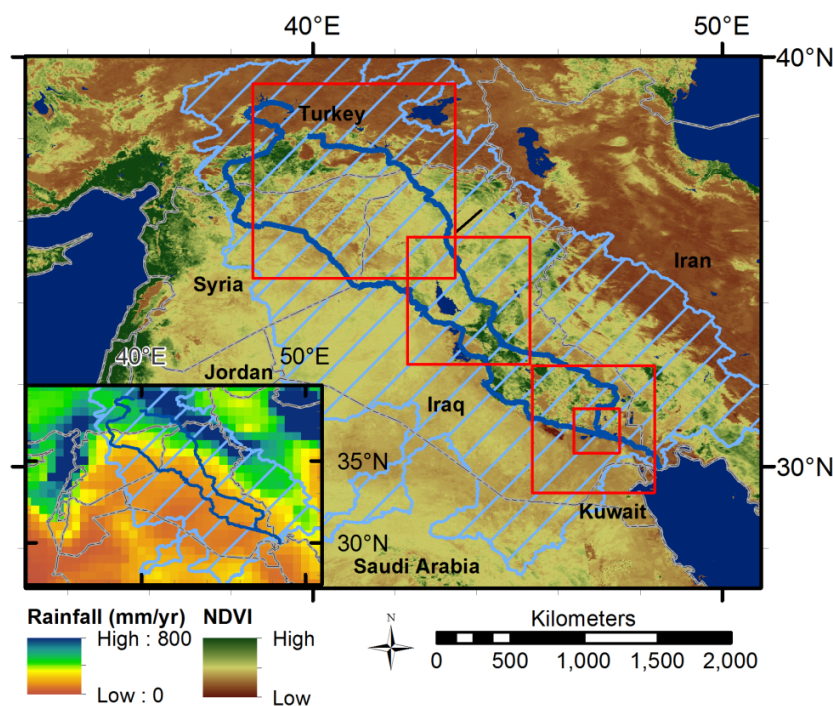 40°E
50°E
40°N
Turkey
Iran
Syria
40°E
50°E
Jordan
Iraq
35°N
30°N
30°N
Kuwait
Saudi Arabia
Rainfall (mm/yr)
High : 800
Low : 0
NDVI
High
Low
N
Kilometers
0 500 1,000 1,500 2,000